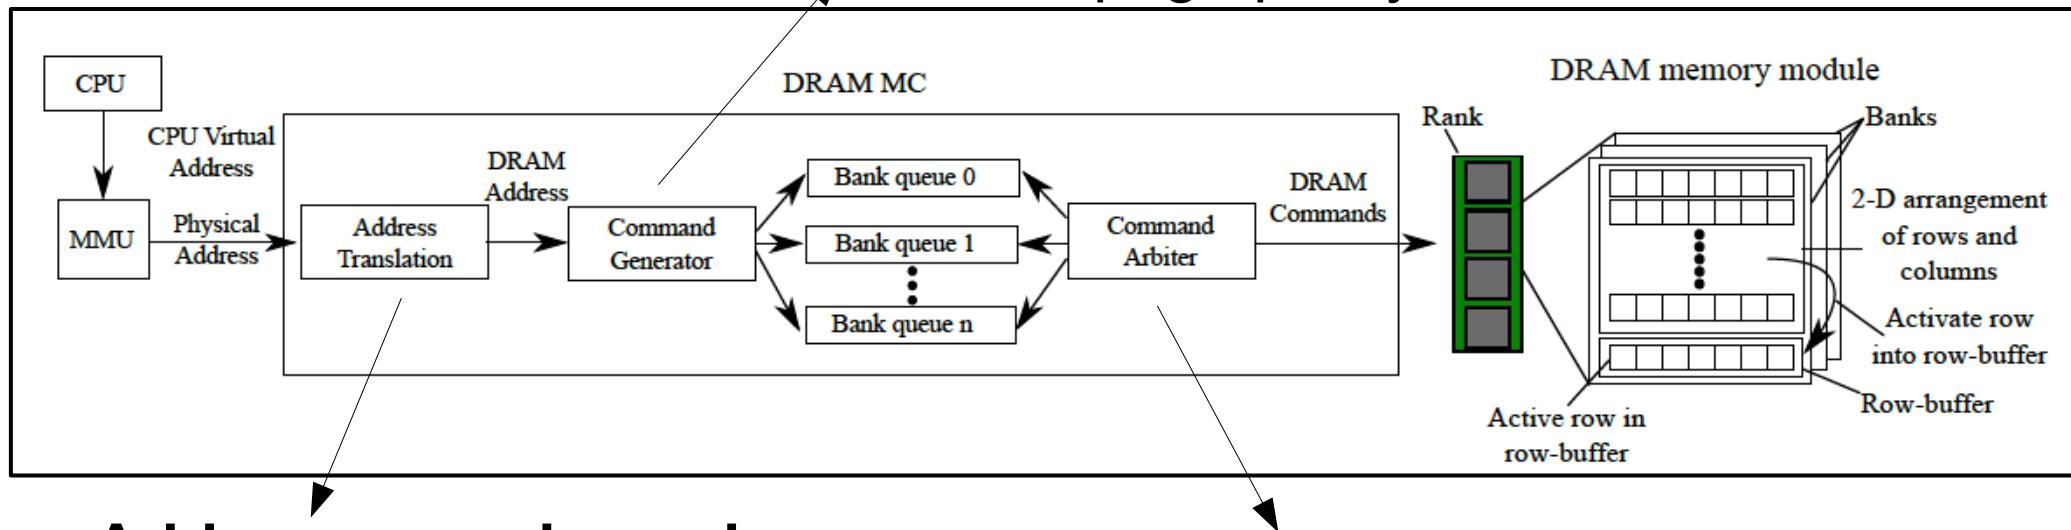 CPU
CPU Virtual
Address
MMU
Physical
Address
DRAM MC
Address
Translation
DRAM
Address
Command
Generator
Bank queue 0
Bank queue 1
Bank queue n
Command
Arbiter
DRAM
Commands
DRAM memory module
Rank
Banks
2-D arrangement
of rows and
columns
Activate row
into row-buffer
Row-buffer
Active row in
row-buffer